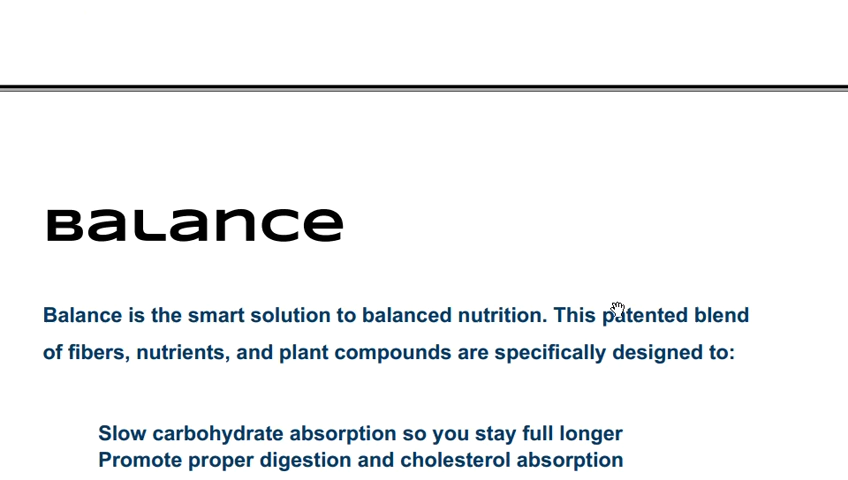 Balance
Balance is the smart solution to balanced nutrition. This patented blend
of fibers, nutrients, and plant compounds are specifically designed to:
Slow carbohydrate absorption so you stay full longer
Promote proper digestion and cholesterol absorption